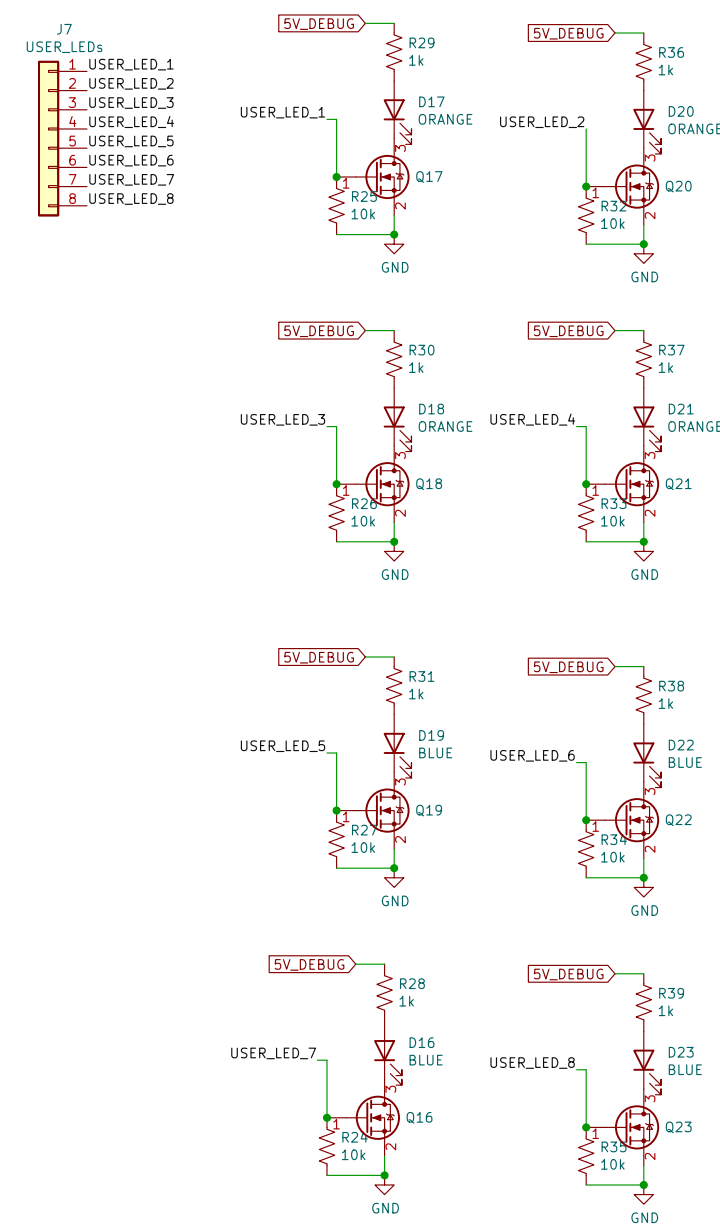 J7
USER_LEDs
1 USER_LED_1
2 USER_LED_2
3 USER_LED_3
4 USER_LED_4
5 USER_LED_5
6 USER_LED_6
7 USER_LED_7
8 USER_LED_8
5V_DEBUG
R29
1k
D17
ORANGE
USER_LED_1
3
1
Q17
R25
10k
2
GND
5V_DEBUG
R36
1k
D20
ORANGE
USER_LED_2
3
1
Q20
R32
10k
2
GND
5V_DEBUG
R30
1k
D18
ORANGE
USER_LED_3
3
1
Q18
R26
10k
2
GND
5V_DEBUG
R37
1k
D21
ORANGE
USER_LED_4
3
1
Q21
R33
10k
2
GND
5V_DEBUG
R31
1k
D19
BLUE
USER_LED_5
3
1
Q19
R27
10k
2
GND
5V_DEBUG
R38
1k
D22
BLUE
USER_LED_6
3
1
Q22
R34
10k
2
GND
5V_DEBUG
R28
1k
D16
BLUE
USER_LED_7
3
1
Q16
R24
10k
2
GND
5V_DEBUG
R39
1k
D23
BLUE
USER_LED_8
3
1
Q23
R35
10k
2
GND